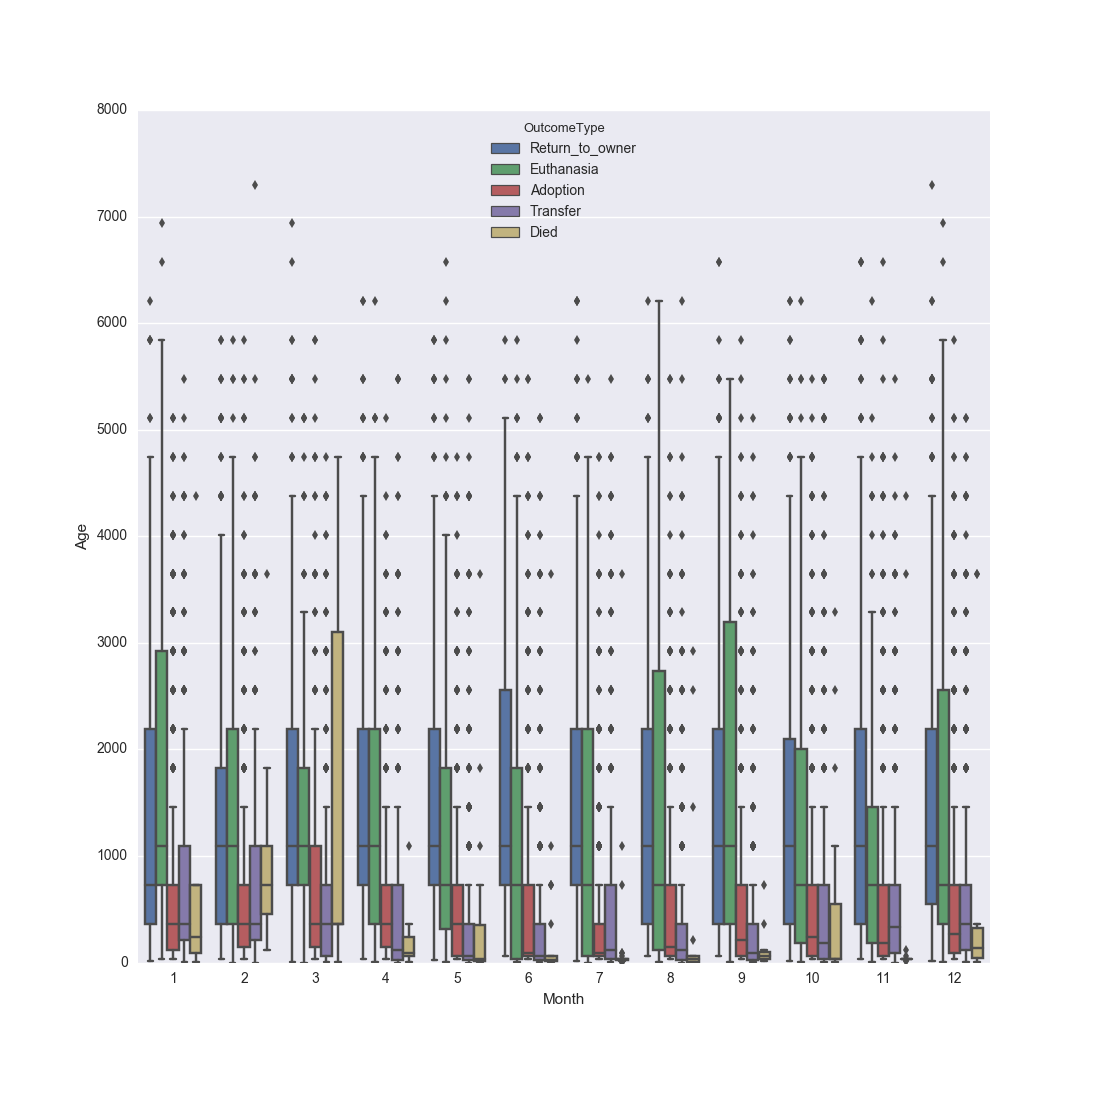 8000
7000
6000
5000
4000
3000
2000
1000
0
Age
OutcomeType
Return_to_owner
Euthanasia
Adoption
Transfer
Died
1 2 3 4 5 6 7 8 9 10 11 12
Month